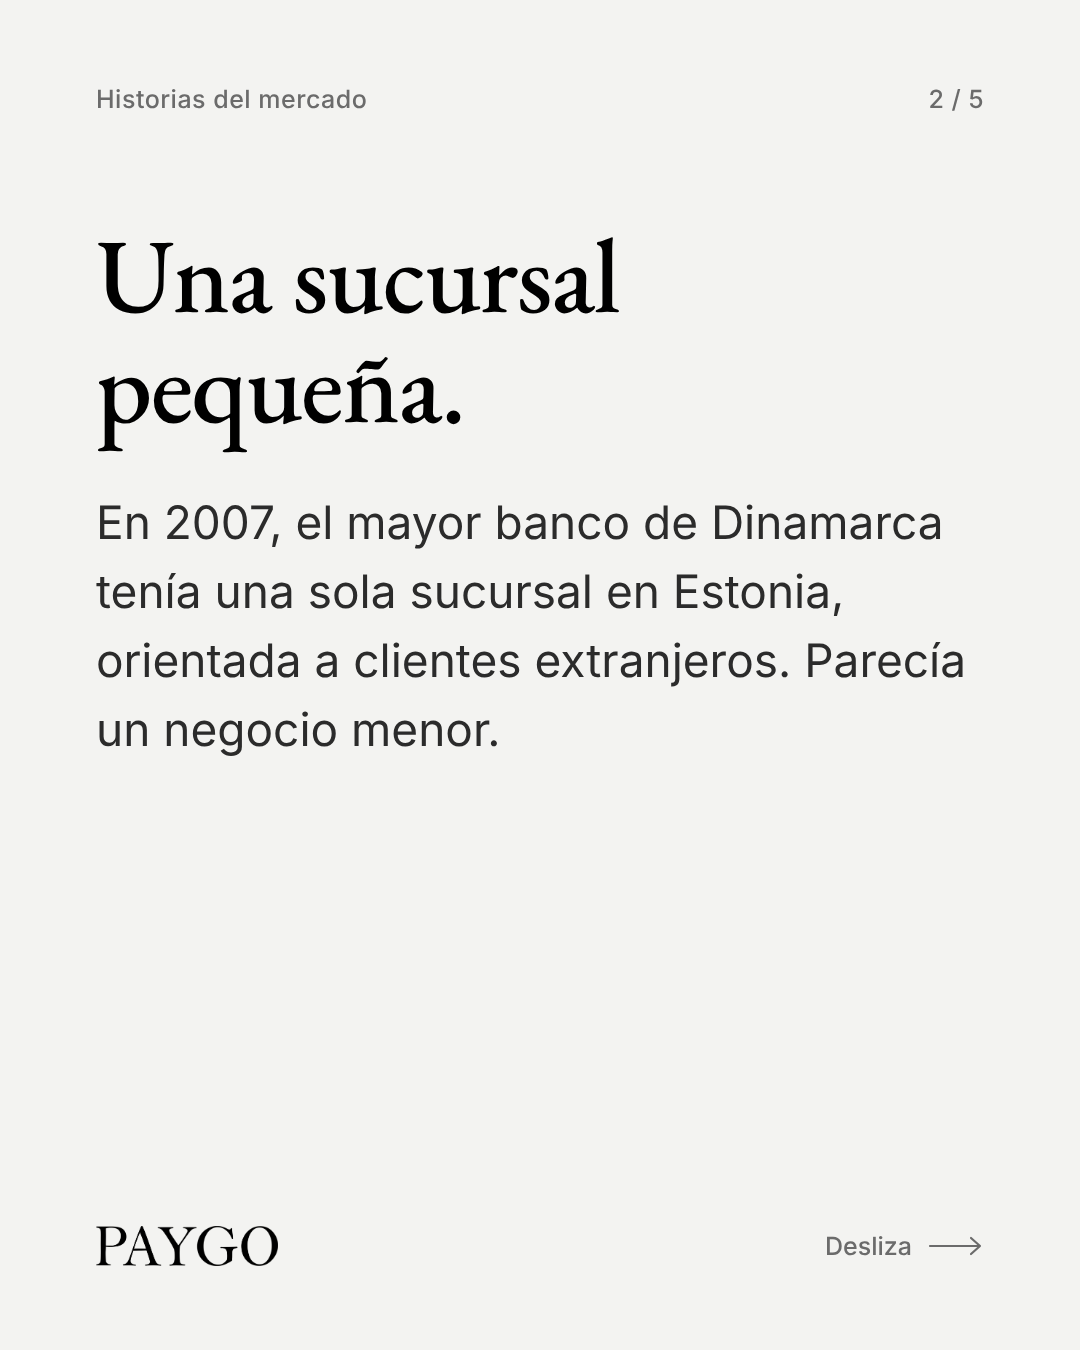 Historias del mercado
2 / 5
Una sucursal
pequeña.
En 2007, el mayor banco de Dinamarca
tenía una sola sucursal en Estonia,
orientada a clientes extranjeros. Parecía
un negocio menor.
PAYGO
Desliza →